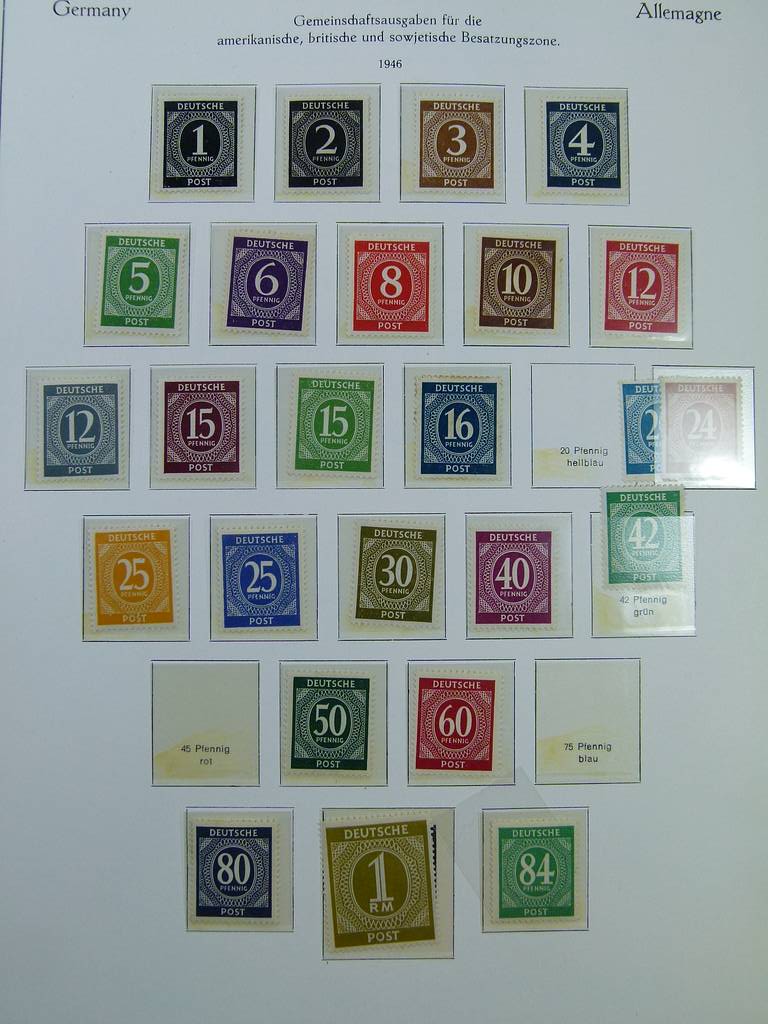 Germany
Allemagne
Gemeinschaftsausgaben für die
amerikanische, britische und sowjetische Besatzungszone.
1946
DEUTSCHE
1
PFENNIG
POST
DEUTSCHE
2
PFENNIG
POST
DEUTSCHE
3
PFENNIG
POST
DEUTSCHE
4
PFENNIG
POST
DEUTSCHE
5
PFENNIG
POST
DEUTSCHE
6
PFENNIG
POST
DEUTSCHE
8
PFENNIG
POST
DEUTSCHE
10
PFENNIG
POST
DEUTSCHE
12
PFENNIG
POST
DEUTSCHE
12
PFENNIG
POST
DEUTSCHE
15
PFENNIG
POST
DEUTSCHE
15
PFENNIG
POST
DEUTSCHE
16
PFENNIG
POST
20 Pfennig
hellblau
DEUT
2
POST
DEUTSCHE
24
PFENNIG
POST
DEUTSCHE
25
PFENNIG
POST
DEUTSCHE
25
PFENNIG
POST
DEUTSCHE
30
PFENNIG
POST
DEUTSCHE
40
PFENNIG
POST
DEUTSCHE
42
PFENNIG
POST
42 Pfennig
grün
45 Pfennig
rot
DEUTSCHE
50
PFENNIG
POST
DEUTSCHE
60
PFENNIG
POST
75 Pfennig
blau
DEUTSCHE
80
PFENNIG
POST
DEUTSCHE
1
RM
POST
DEUTSCHE
84
PFENNIG
POST